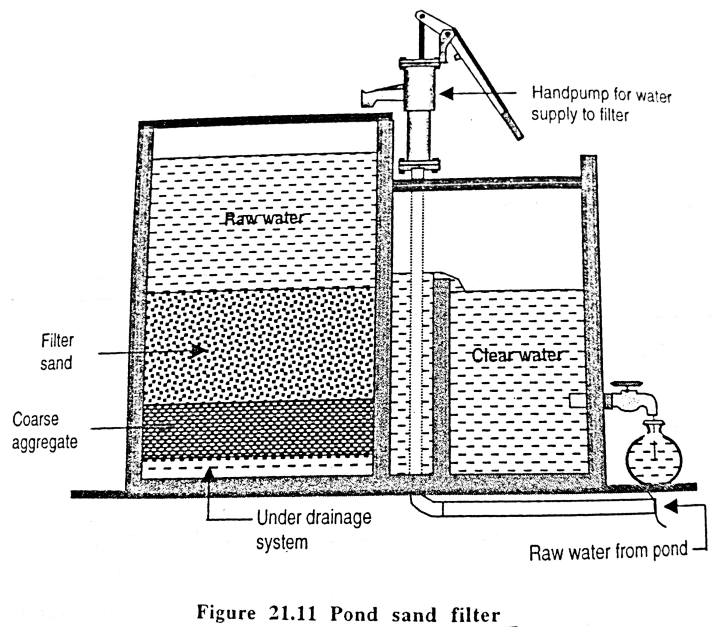 Handpump for water
supply to filter
Raw water
Filter
sand
Clear water
Coarse
aggregate
Under drainage
system
Raw water from pond
Figure 21.11 Pond sand filter